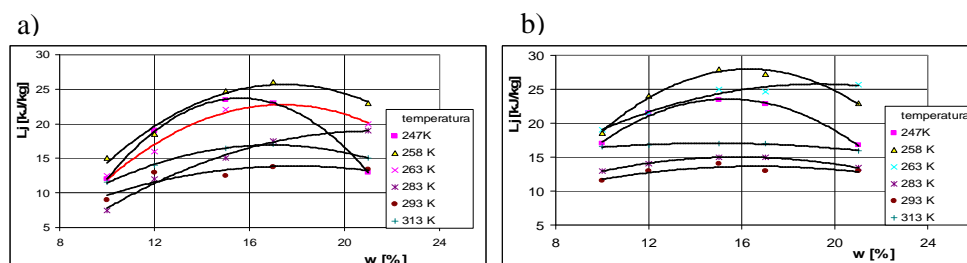 a)
Lj [kJ/kg]
30
25
20
15
10
5
8 12 16 20 24
w [%]
temperatura
247K
258 K
263 K
283 K
293 K
313 K
b)
Lj [kJ/kg]
30
25
20
15
10
5
8 12 16 20 24
w [%]
temperatura
247K
258 K
263 K
283 K
293 K
313 K